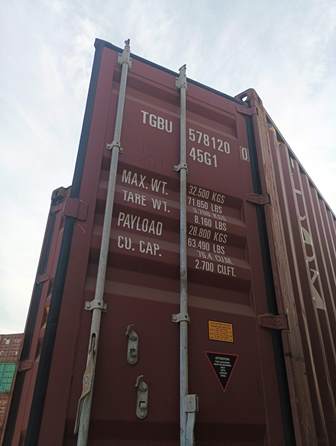 TGBU 578120 0
45G1
MAX. WT. 32.500 KGS
71.650 LBS
TARE WT. 3.700 KGS
8.160 LBS
PAYLOAD 28.800 KGS
63.490 LBS
CU. CAP. 76.4 CU.M.
2.700 CU.FT.